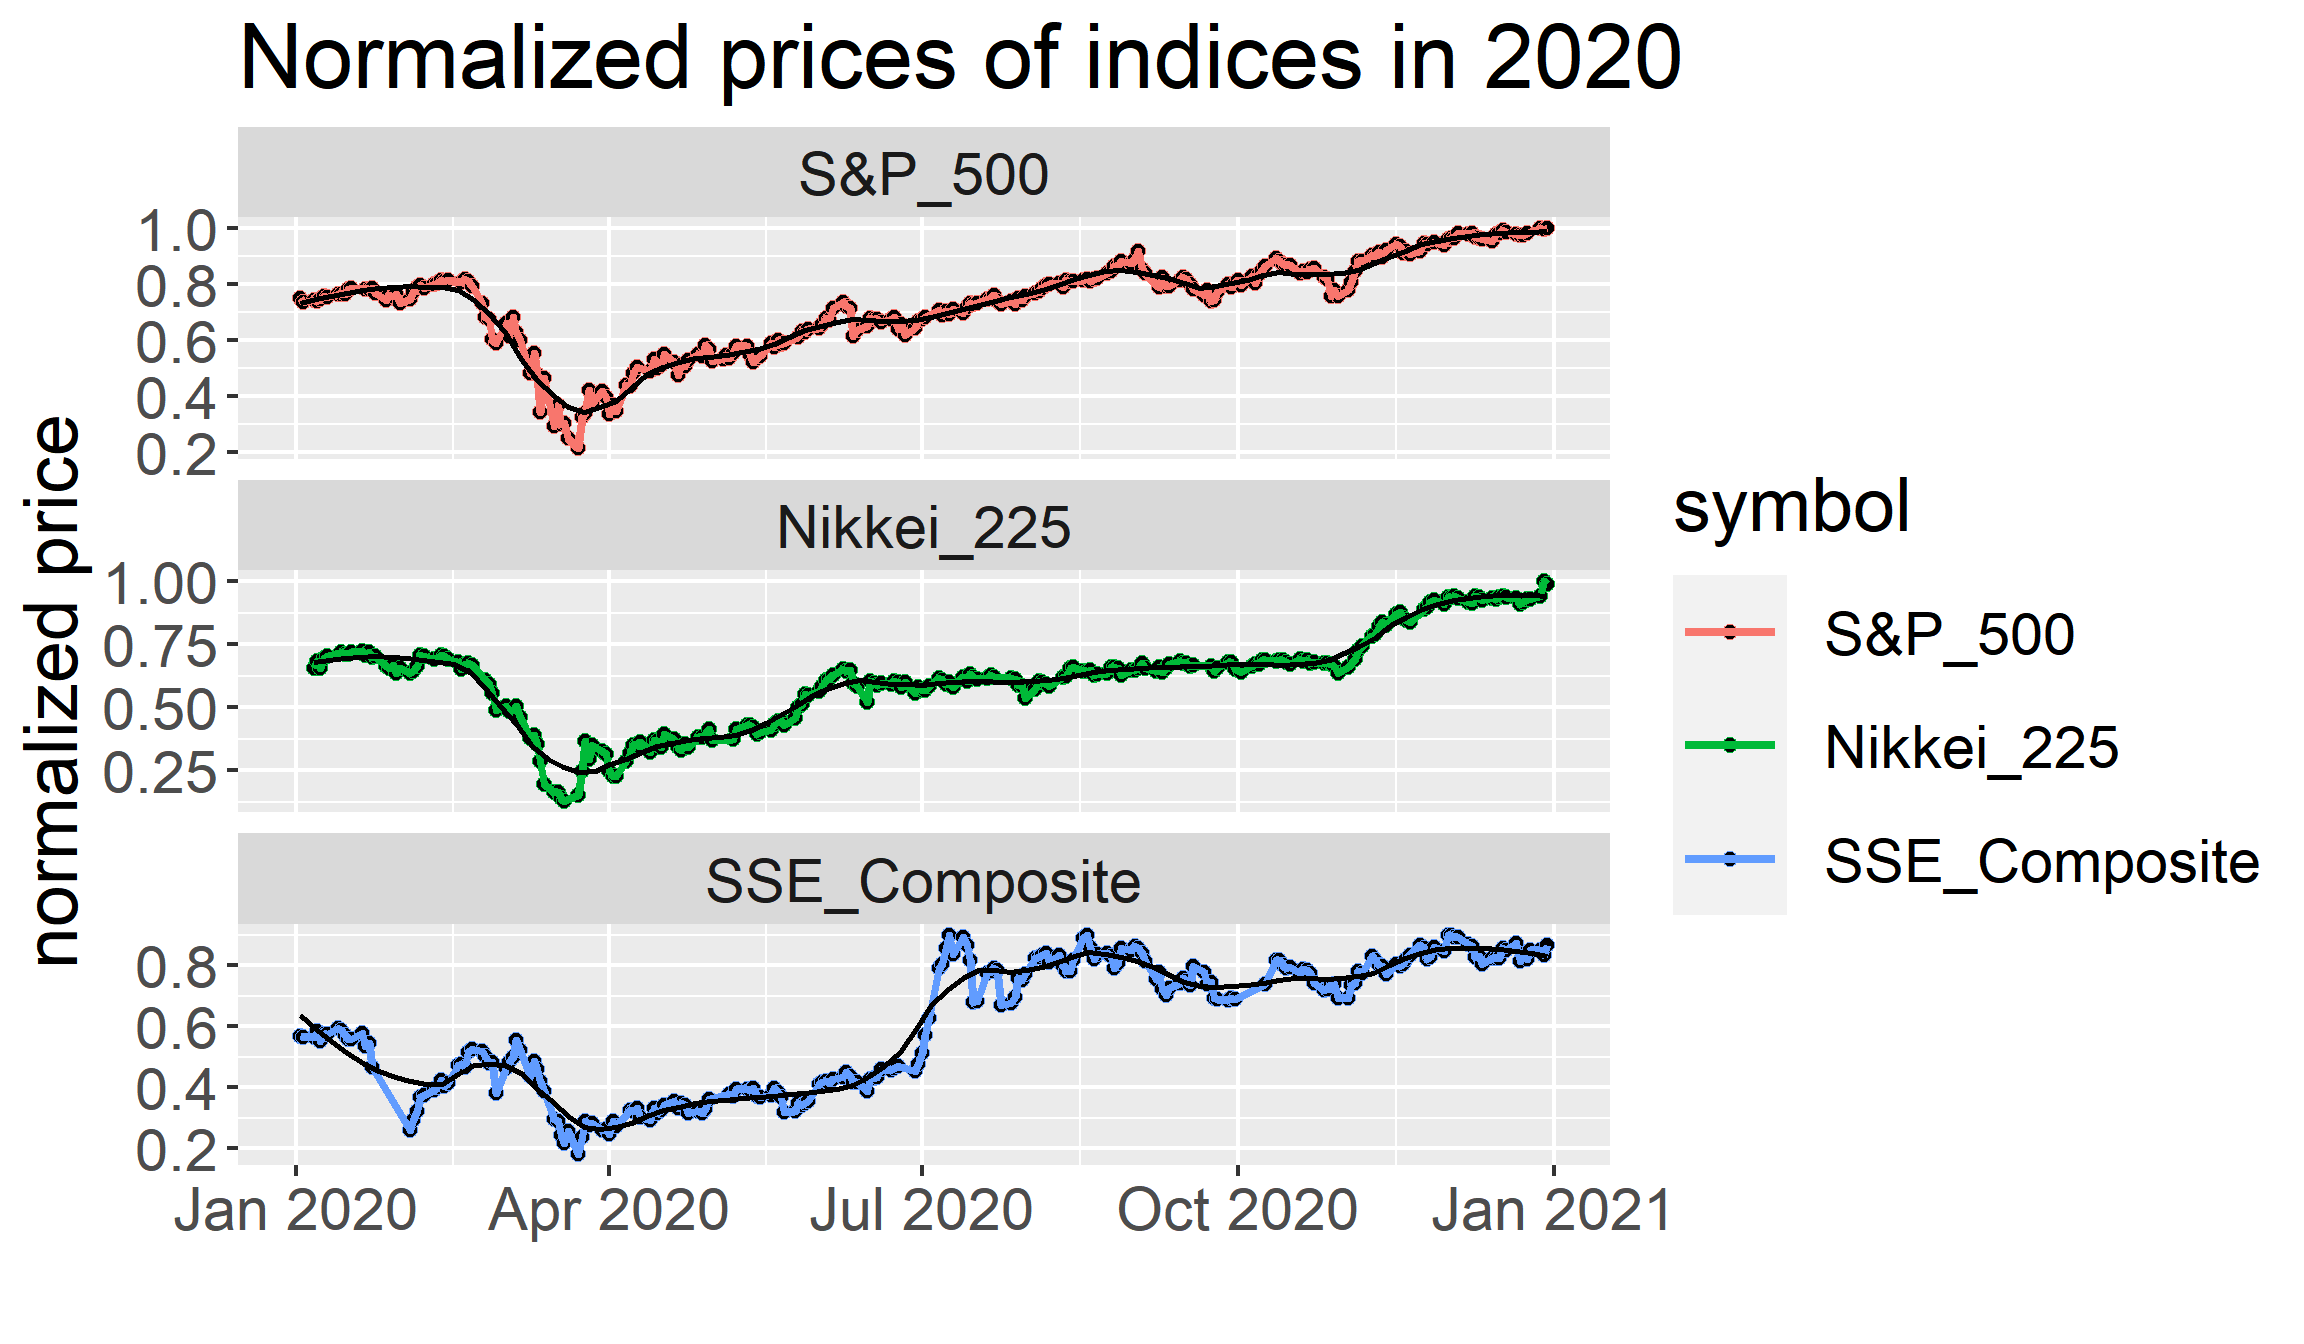 Normalized prices of indices in 2020
S&P_500
1.0
0.8
0.6
0.4
0.2
Nikkei_225
1.00
0.75
0.50
0.25
SSE_Composite
0.8
0.6
0.4
0.2
Jan 2020 Apr 2020 Jul 2020 Oct 2020 Jan 2021
normalized price
symbol
S&P_500
Nikkei_225
SSE_Composite